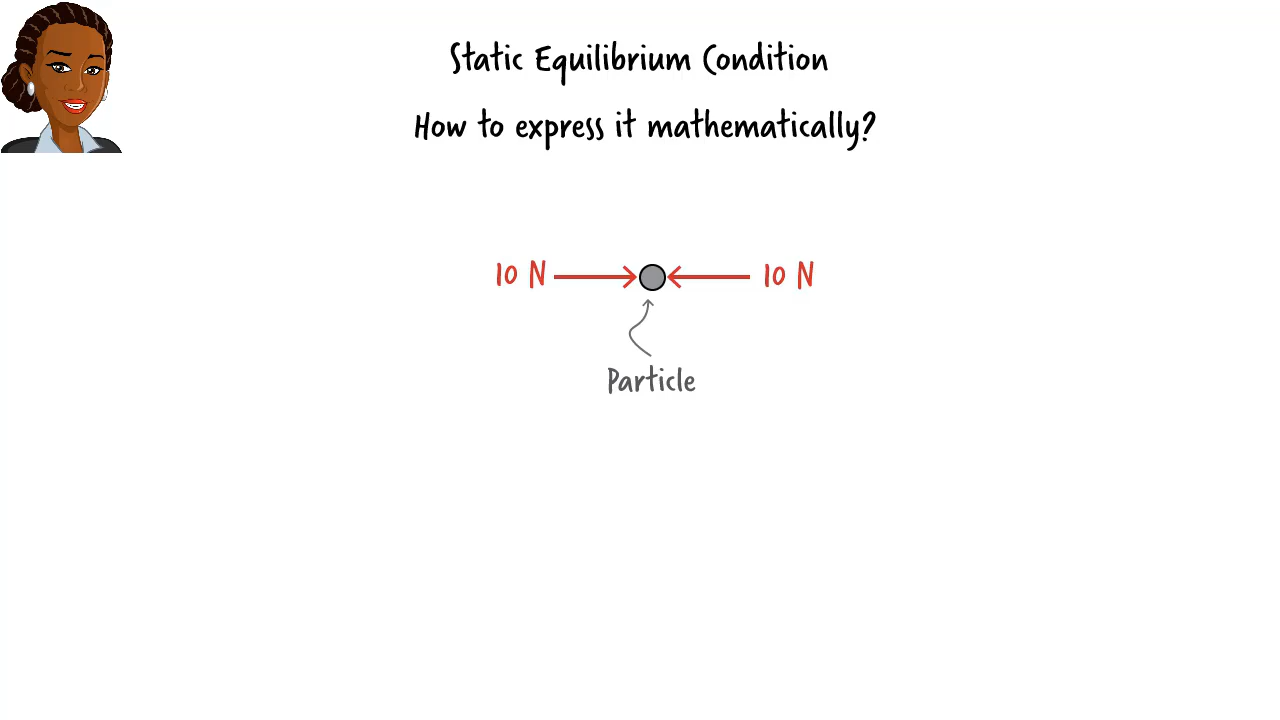 Static Equilibrium Condition
How to express it mathematically?
10 N 10 N
Particle